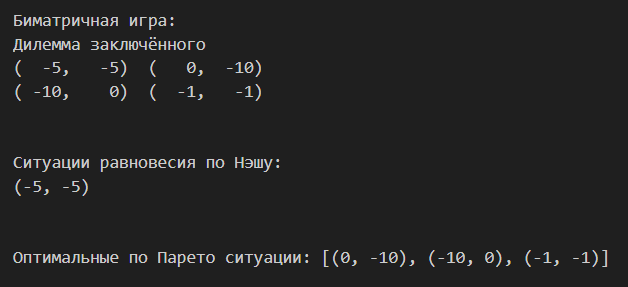 Биматричная игра:
Дилемма заключённого
(  -5,   -5)  (   0,  -10)
( -10,    0)  (  -1,   -1)
Ситуации равновесия по Нэшу:
(-5, -5)
Оптимальные по Парето ситуации: [(0, -10), (-10, 0), (-1, -1)]